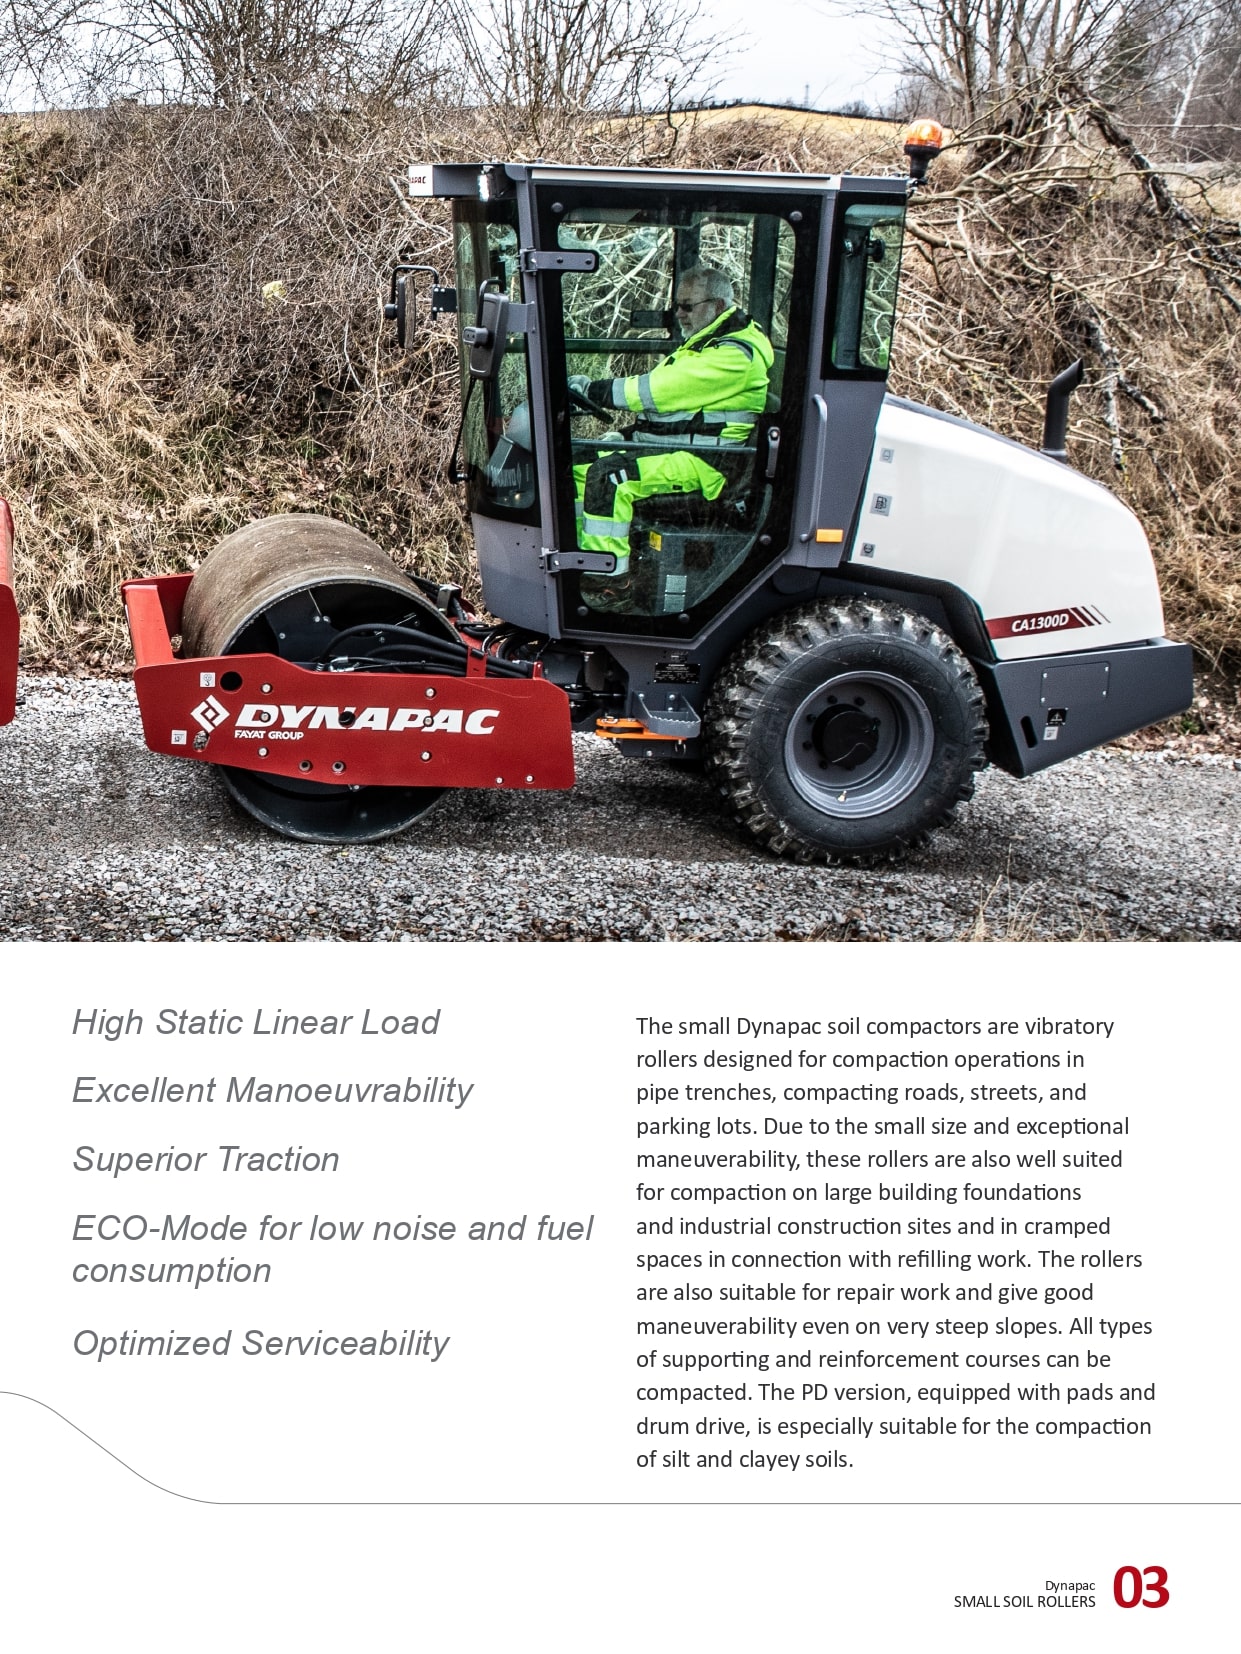 DYNAPAC
CA1300D
DYNAPAC
FAYAT GROUP
High Static Linear Load
Excellent Manoeuvrability
Superior Traction
ECO-Mode for low noise and fuel
consumption
Optimized Serviceability
The small Dynapac soil compactors are vibratory
rollers designed for compaction operations in
pipe trenches, compacting roads, streets, and
parking lots. Due to the small size and exceptional
maneuverability, these rollers are also well suited
for compaction on large building foundations
and industrial construction sites and in cramped
spaces in connection with refilling work. The rollers
are also suitable for repair work and give good
maneuverability even on very steep slopes. All types
of supporting and reinforcement courses can be
compacted. The PD version, equipped with pads and
drum drive, is especially suitable for the compaction
of silt and clayey soils.
Dynapac
SMALL SOIL ROLLERS
03